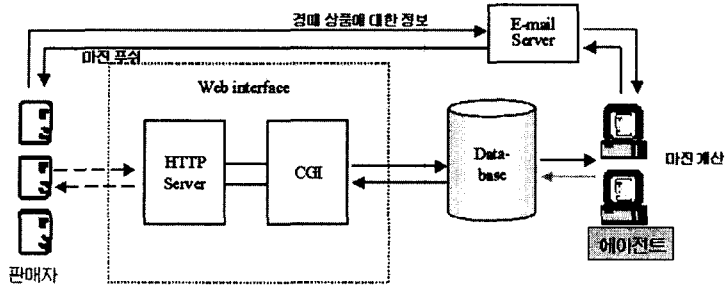 경매 상품에 대한 정보
E-mail
Server
마진 푸쉬
Web interface
HTTP
Server
CGI
Data-
base
마진 계산
에이전트
판매자